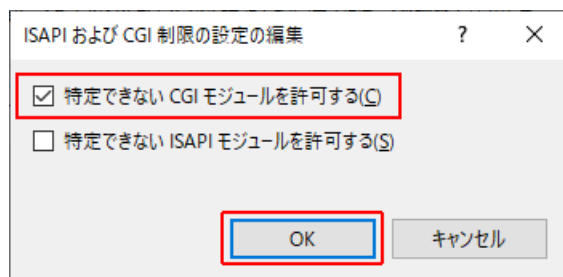 ISAPI および CGI 制限の設定の編集 ? ×
特定できない CGI モジュールを許可する(C)
特定できない ISAPI モジュールを許可する(S)
OK キャンセル